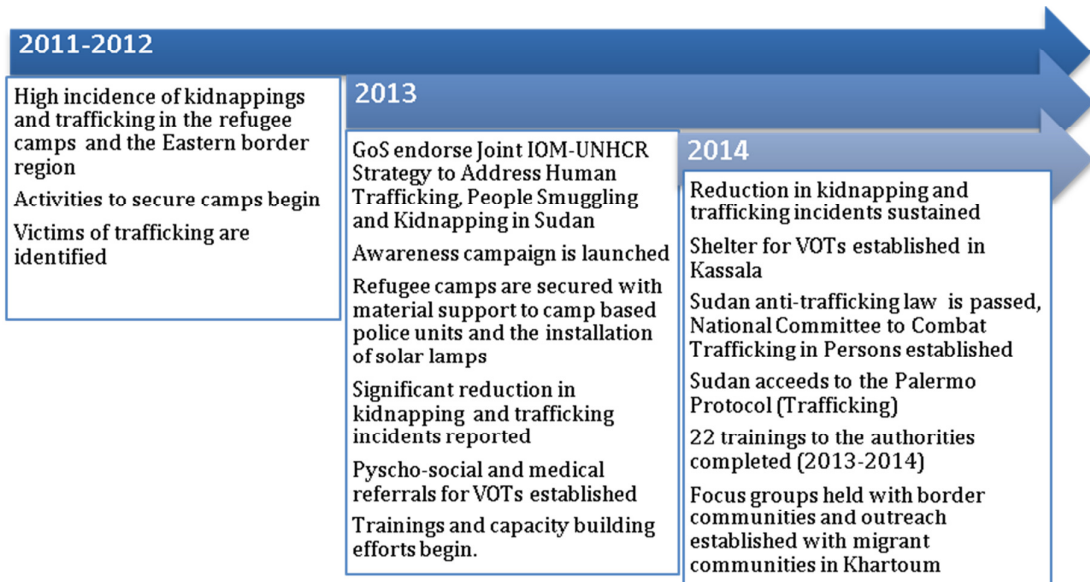 2011-2012
High incidence of kidnappings
and trafficking in the refugee
camps and the Eastern border
region
Activities to secure camps begin
Victims of trafficking are
identified
2013
GoS endorse Joint IOM-UNHCR
Strategy to Address Human
Trafficking, People Smuggling
and Kidnapping in Sudan
Awareness campaign is launched
Refugee camps are secured with
material support to camp based
police units and the installation
of solar lamps
Significant reduction in
kidnapping and trafficking
incidents reported
Pyscho-social and medical
referrals for VOTs established
Trainings and capacity building
efforts begin.
2014
Reduction in kidnapping and
trafficking incidents sustained
Shelter for VOTs established in
Kassala
Sudan anti-trafficking law is passed,
National Committee to Combat
Trafficking in Persons established
Sudan acceeds to the Palermo
Protocol (Trafficking)
22 trainings to the authorities
completed (2013-2014)
Focus groups held with border
communities and outreach
established with migrant
communities in Khartoum